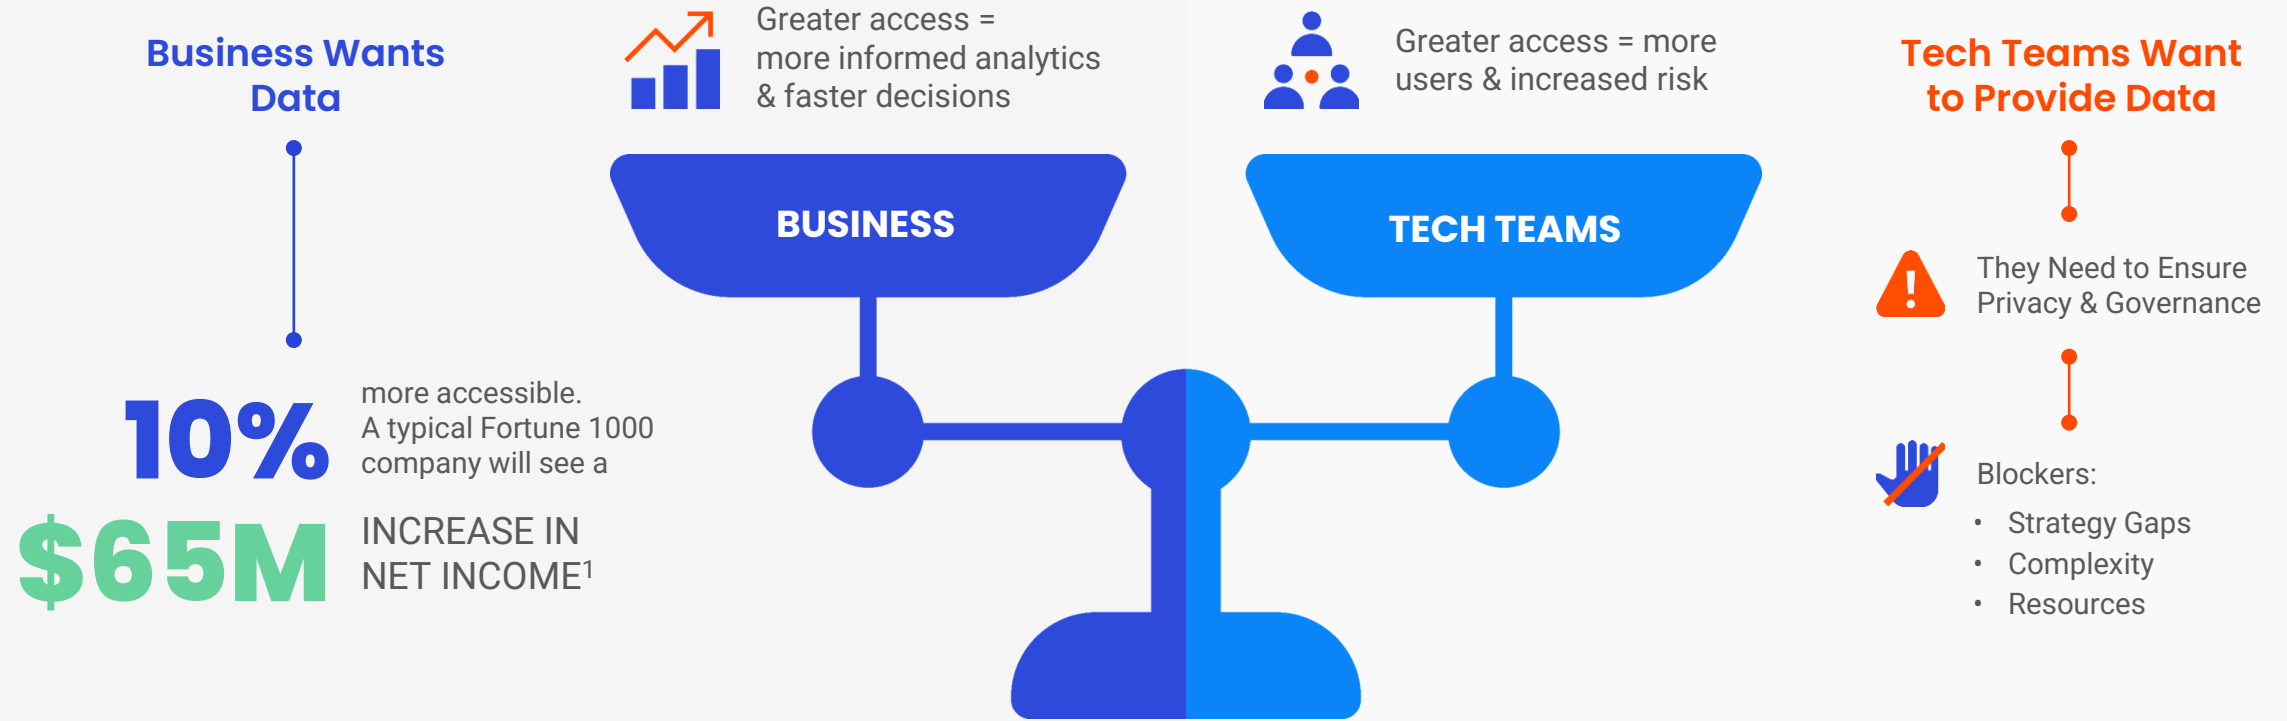 Business Wants
Data
10%
more accessible.
A typical Fortune 1000
company will see a
$65M
INCREASE IN
NET INCOME¹
Greater access =
more informed analytics
& faster decisions
BUSINESS
Greater access = more
users & increased risk
TECH TEAMS
Tech Teams Want
to Provide Data
They Need to Ensure
Privacy & Governance
Blockers:
• Strategy Gaps
• Complexity
• Resources